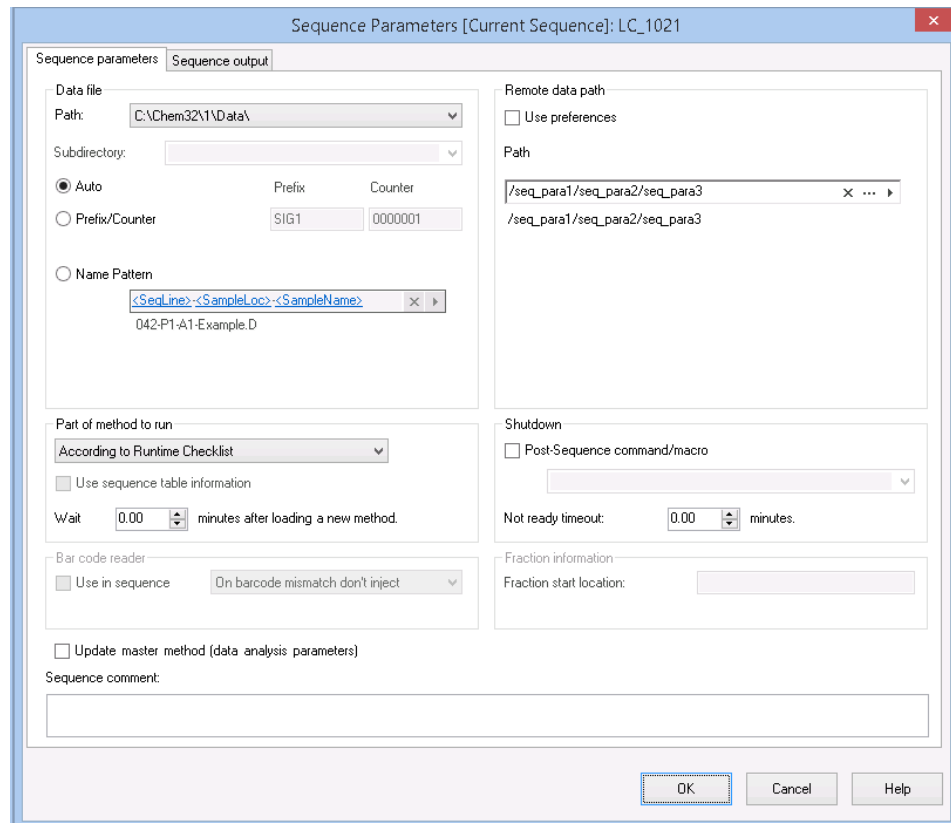 Sequence Parameters [Current Sequence]: LC_1021
Sequence parameters
Sequence output
Data file
Path:
C:\Chem32\1\Data\
Subdirectory:
Auto
Prefix
Counter
Prefix/Counter
SIG1
0000001
Name Pattern
<SeqLine>-<SampleLoc>-<SampleName>
042-P1-A1-Example.D
Remote data path
Use preferences
Path
/seq_para1/seq_para2/seq_para3
/seq_para1/seq_para2/seq_para3
Part of method to run
According to Runtime Checklist
Use sequence table information
Wait
0.00
minutes after loading a new method.
Shutdown
Post-Sequence command/macro
Not ready timeout:
0.00
minutes.
Bar code reader
Use in sequence
On barcode mismatch don't inject
Fraction information
Fraction start location:
Update master method (data analysis parameters)
Sequence comment:
OK
Cancel
Help